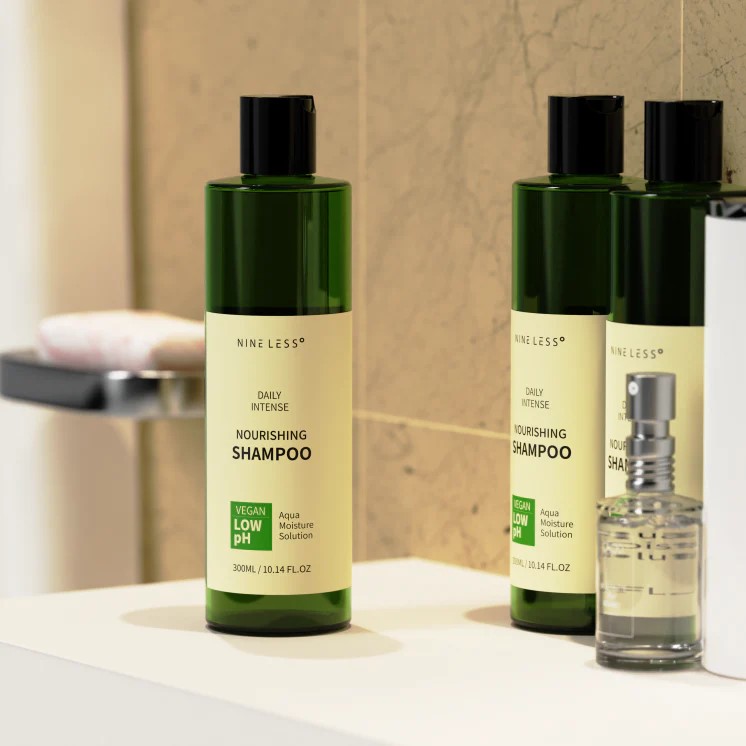 NINE LESS°
DAILY
INTENSE
NOURISHING
SHAMPOO
VEGAN
LOW
pH
Aqua
Moisture
Solution
300ML / 10.14 FL.OZ
NINE LESS°
DAILY
INTENSE
NOURISHING
SHAMPOO
VEGAN
LOW
pH
Aqua
Moisture
Solution
300ML / 10.14 FL.OZ
NINE LESS°